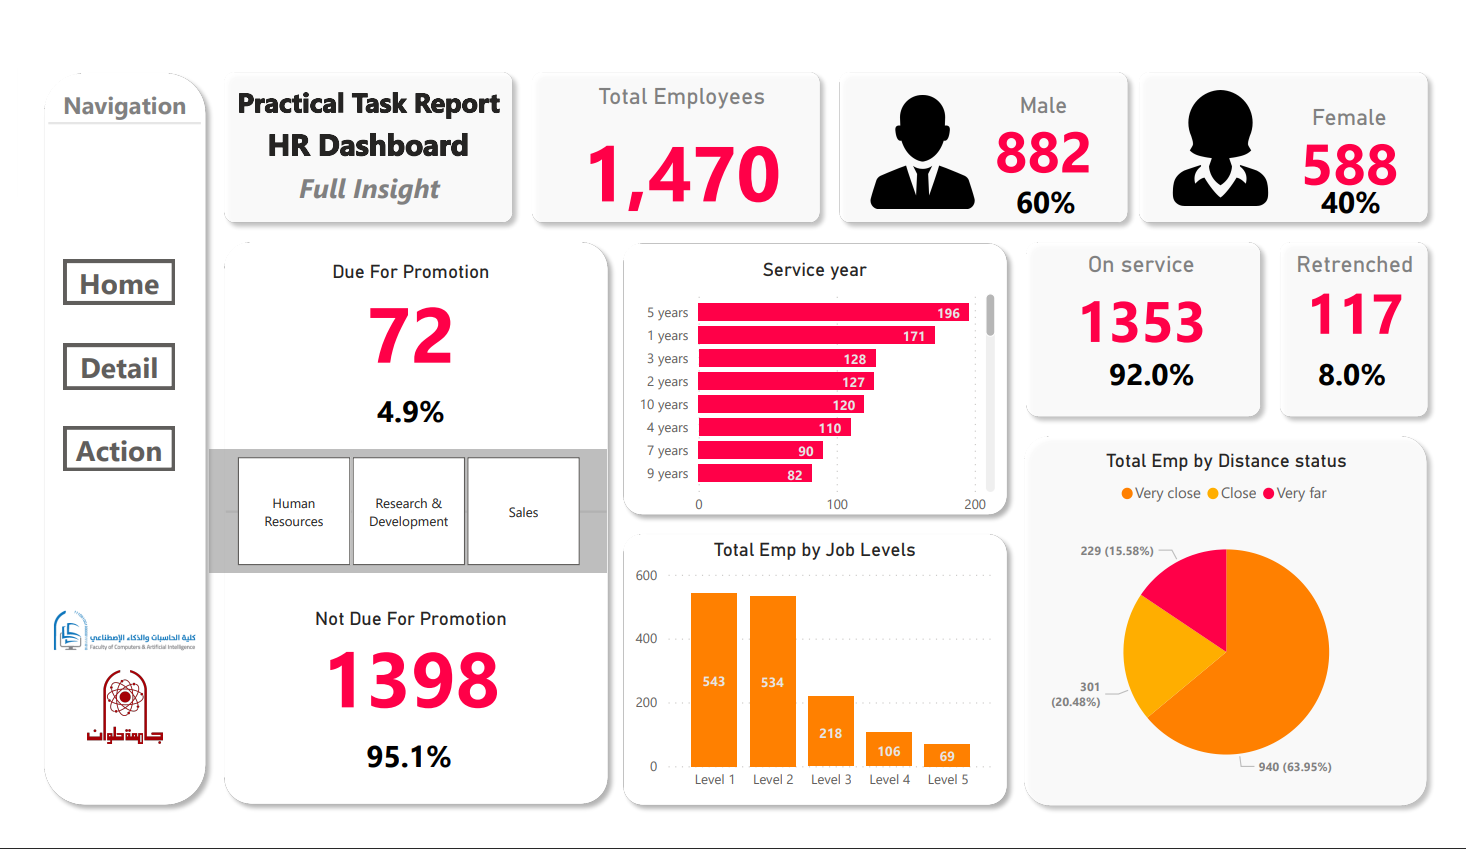 Navigation
Home
Detail
Action
كلية الحاسبات والذكاء الإصطناعي
Faculty of Computers & Artificial Intelligence
جامعة حلوان
Practical Task Report
HR Dashboard
Full Insight
Total Employees
1,470
Male
882
60%
Female
588
40%
Due For Promotion
72
4.9%
Human
Resources
Research &
Development
Sales
Not Due For Promotion
1398
95.1%
Service year
5 years 196
1 years 171
3 years 128
2 years 127
10 years 120
4 years 110
7 years 90
9 years 82
0 100 200
Total Emp by Job Levels
600
400
200
0
543 534 218 106 69
Level 1 Level 2 Level 3 Level 4 Level 5
On service
1353
92.0%
Retrenched
117
8.0%
Total Emp by Distance status
Very close Close Very far
229 (15.58%)
301
(20.48%)
940 (63.95%)